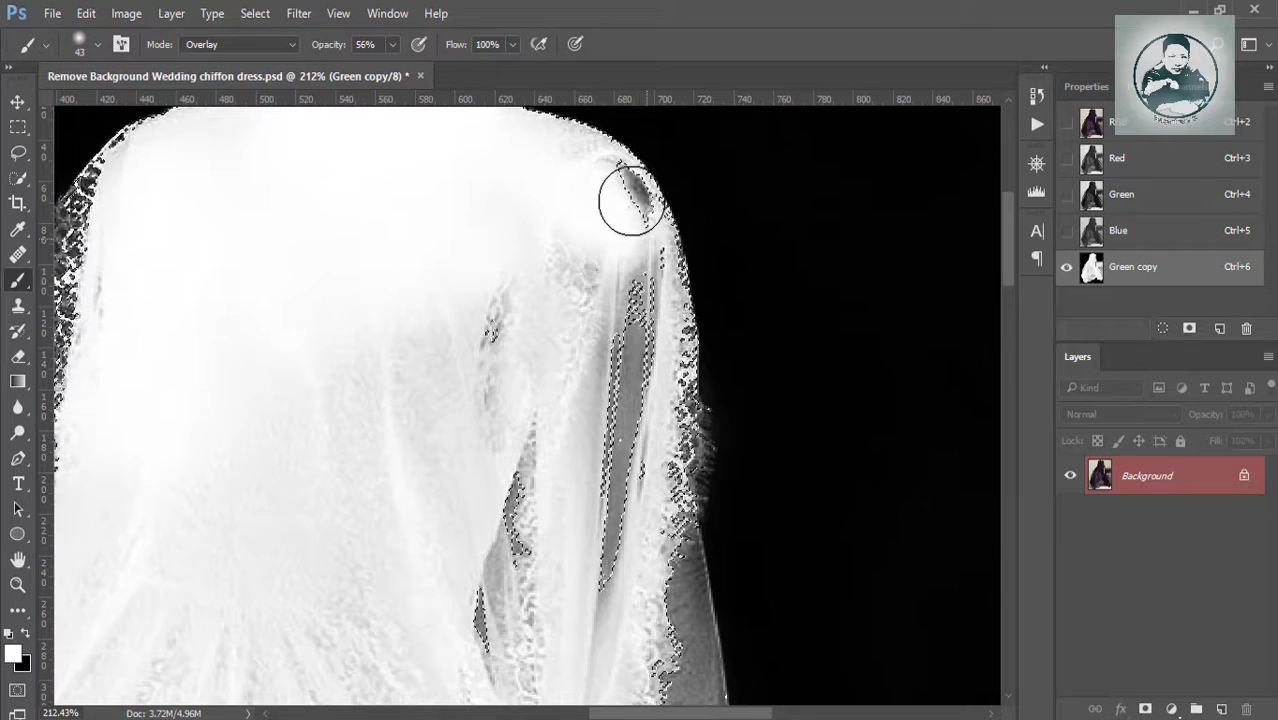 Ps File Edit Image Layer Type Select Filter 3D View Window Help
43 Mode: Overlay Opacity: 56% Flow: 100%
Remove Background Wedding chiffon dress.psd @ 212% (Green copy/8) * ×
400 440 460 500 520 540 560 600 620 640 660 680 700 720 740 760 780 800 820 840 860
Properties
Ctrl+2
Red Ctrl+3
Green Ctrl+4
Blue Ctrl+5
Green copy Ctrl+6
Layers
Kind
Normal Opacity: 100%
Lock: Fill: 100%
Background
212.43% Doc: 3.72M/4.96M